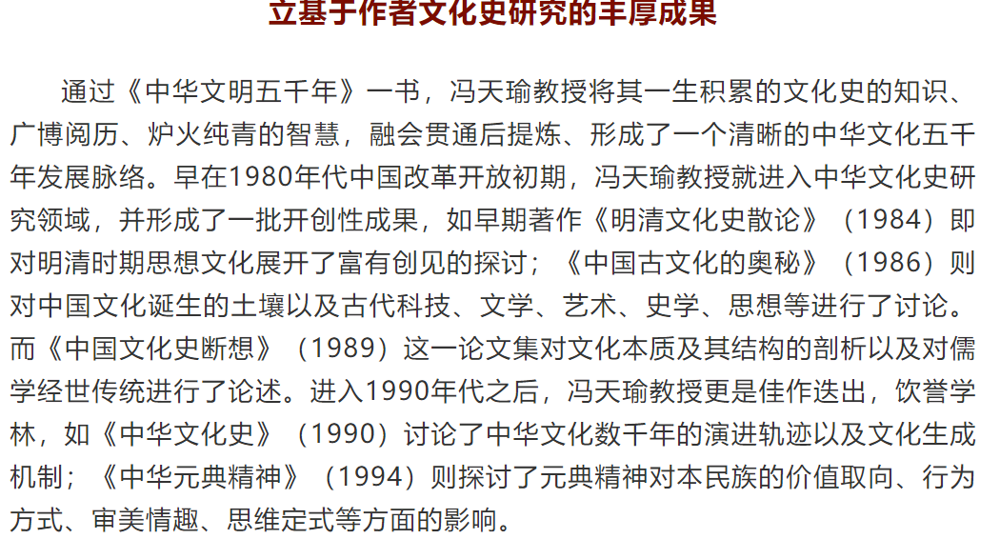 立基于作者文化史研究的丰厚成果
通过《中华文明五千年》一书，冯天瑜教授将其一生积累的文化史的知识、
广博阅历、炉火纯青的智慧，融会贯通后提炼、形成了一个清晰的中华文化五千
年发展脉络。早在1980年代中国改革开放初期，冯天瑜教授就进入中华文化史研
究领域，并形成了一批开创性成果，如早期著作《明清文化史散论》（1984）即
对明清时期思想文化展开了富有创见的探讨；《中国古文化的奥秘》（1986）则
对中国文化诞生的土壤以及古代科技、文学、艺术、史学、思想等进行了讨论。
而《中国文化史断想》（1989）这一论文集对文化本质及其结构的剖析以及对儒
学经世传统进行了论述。进入1990年代之后，冯天瑜教授更是佳作迭出，饮誉学
林，如《中华文化史》（1990）讨论了中华文化数千年的演进轨迹以及文化生成
机制；《中华元典精神》（1994）则探讨了元典精神对本民族的价值取向、行为
方式、审美情趣、思维定式等方面的影响。